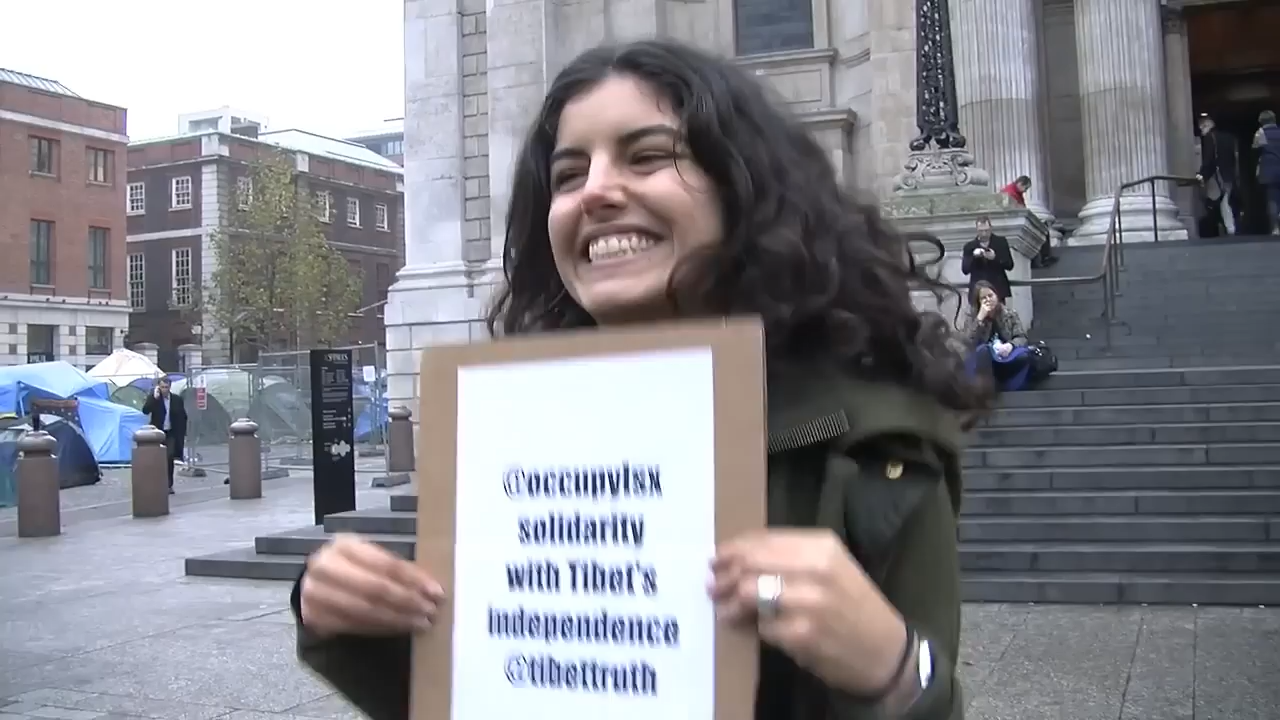 @occupylsx
solidarity
with Tibet's
independence
@tibettruth